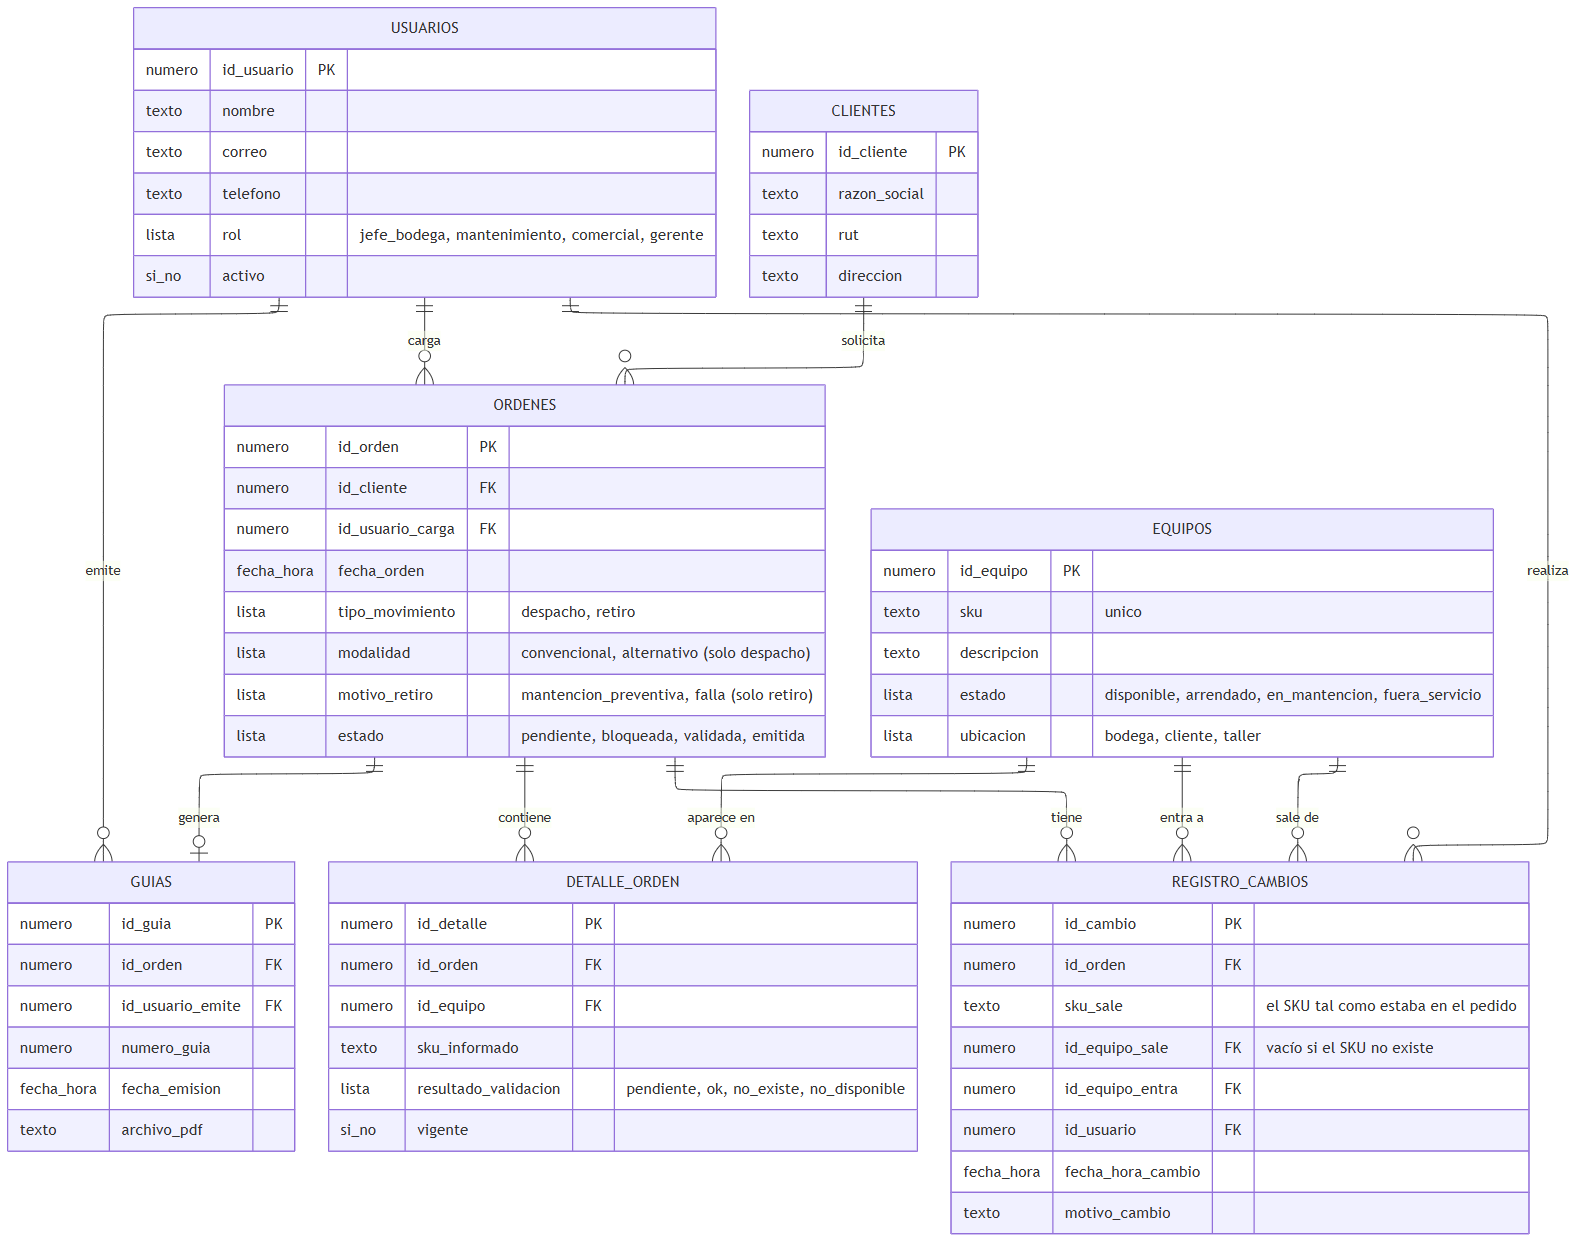 USUARIOS
numero id_usuario PK
texto nombre
texto correo
texto telefono
lista rol jefe_bodega, mantenimiento, comercial, gerente
si_no activo
CLIENTES
numero id_cliente PK
texto razon_social
texto rut
texto direccion
carga
solicita
emite
realiza
ORDENES
numero id_orden PK
numero id_cliente FK
numero id_usuario_carga FK
fecha_hora fecha_orden
lista tipo_movimiento despacho, retiro
lista modalidad convencional, alternativo (solo despacho)
lista motivo_retiro mantencion_preventiva, falla (solo retiro)
lista estado pendiente, bloqueada, validada, emitida
EQUIPOS
numero id_equipo PK
texto sku unico
texto descripcion
lista estado disponible, arrendado, en_mantencion, fuera_servicio
lista ubicacion bodega, cliente, taller
genera
contiene
aparece en
tiene
entra a
sale de
GUIAS
numero id_guia PK
numero id_orden FK
numero id_usuario_emite FK
numero numero_guia
fecha_hora fecha_emision
texto archivo_pdf
DETALLE_ORDEN
numero id_detalle PK
numero id_orden FK
numero id_equipo FK
texto sku_informado
lista resultado_validacion pendiente, ok, no_existe, no_disponible
si_no vigente
REGISTRO_CAMBIOS
numero id_cambio PK
numero id_orden FK
texto sku_sale el SKU tal como estaba en el pedido
numero id_equipo_sale FK vacío si el SKU no existe
numero id_equipo_entra FK
numero id_usuario FK
fecha_hora fecha_hora_cambio
texto motivo_cambio